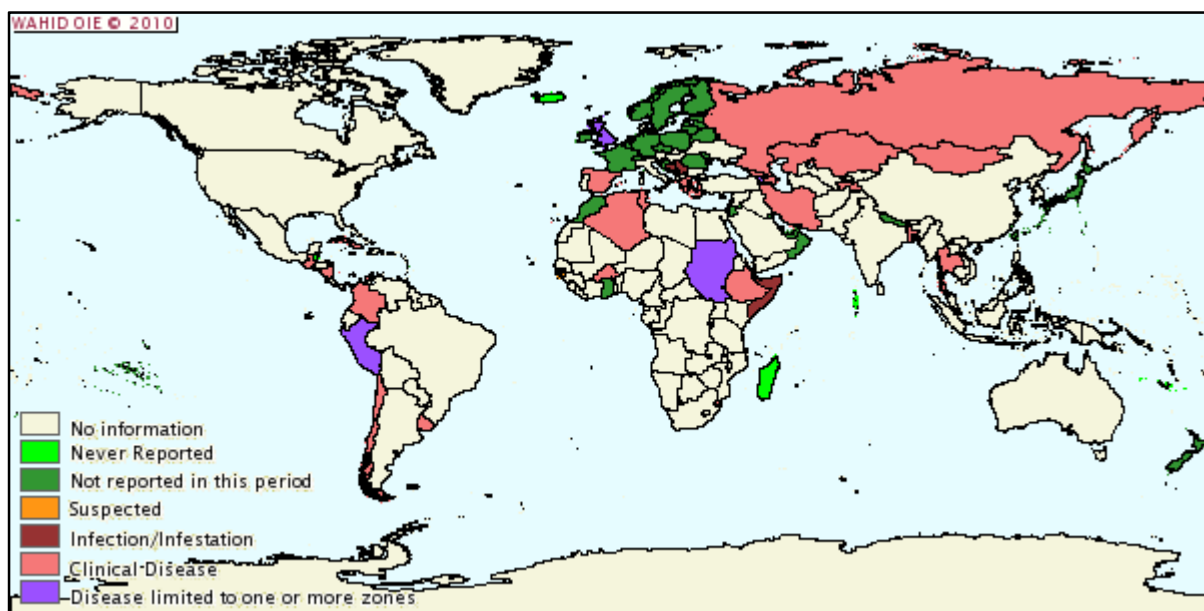 WAHID OIE © 2010
No information
Never Reported
Not reported in this period
Suspected
Infection/Infestation
Clinical Disease
Disease limited to one or more zones